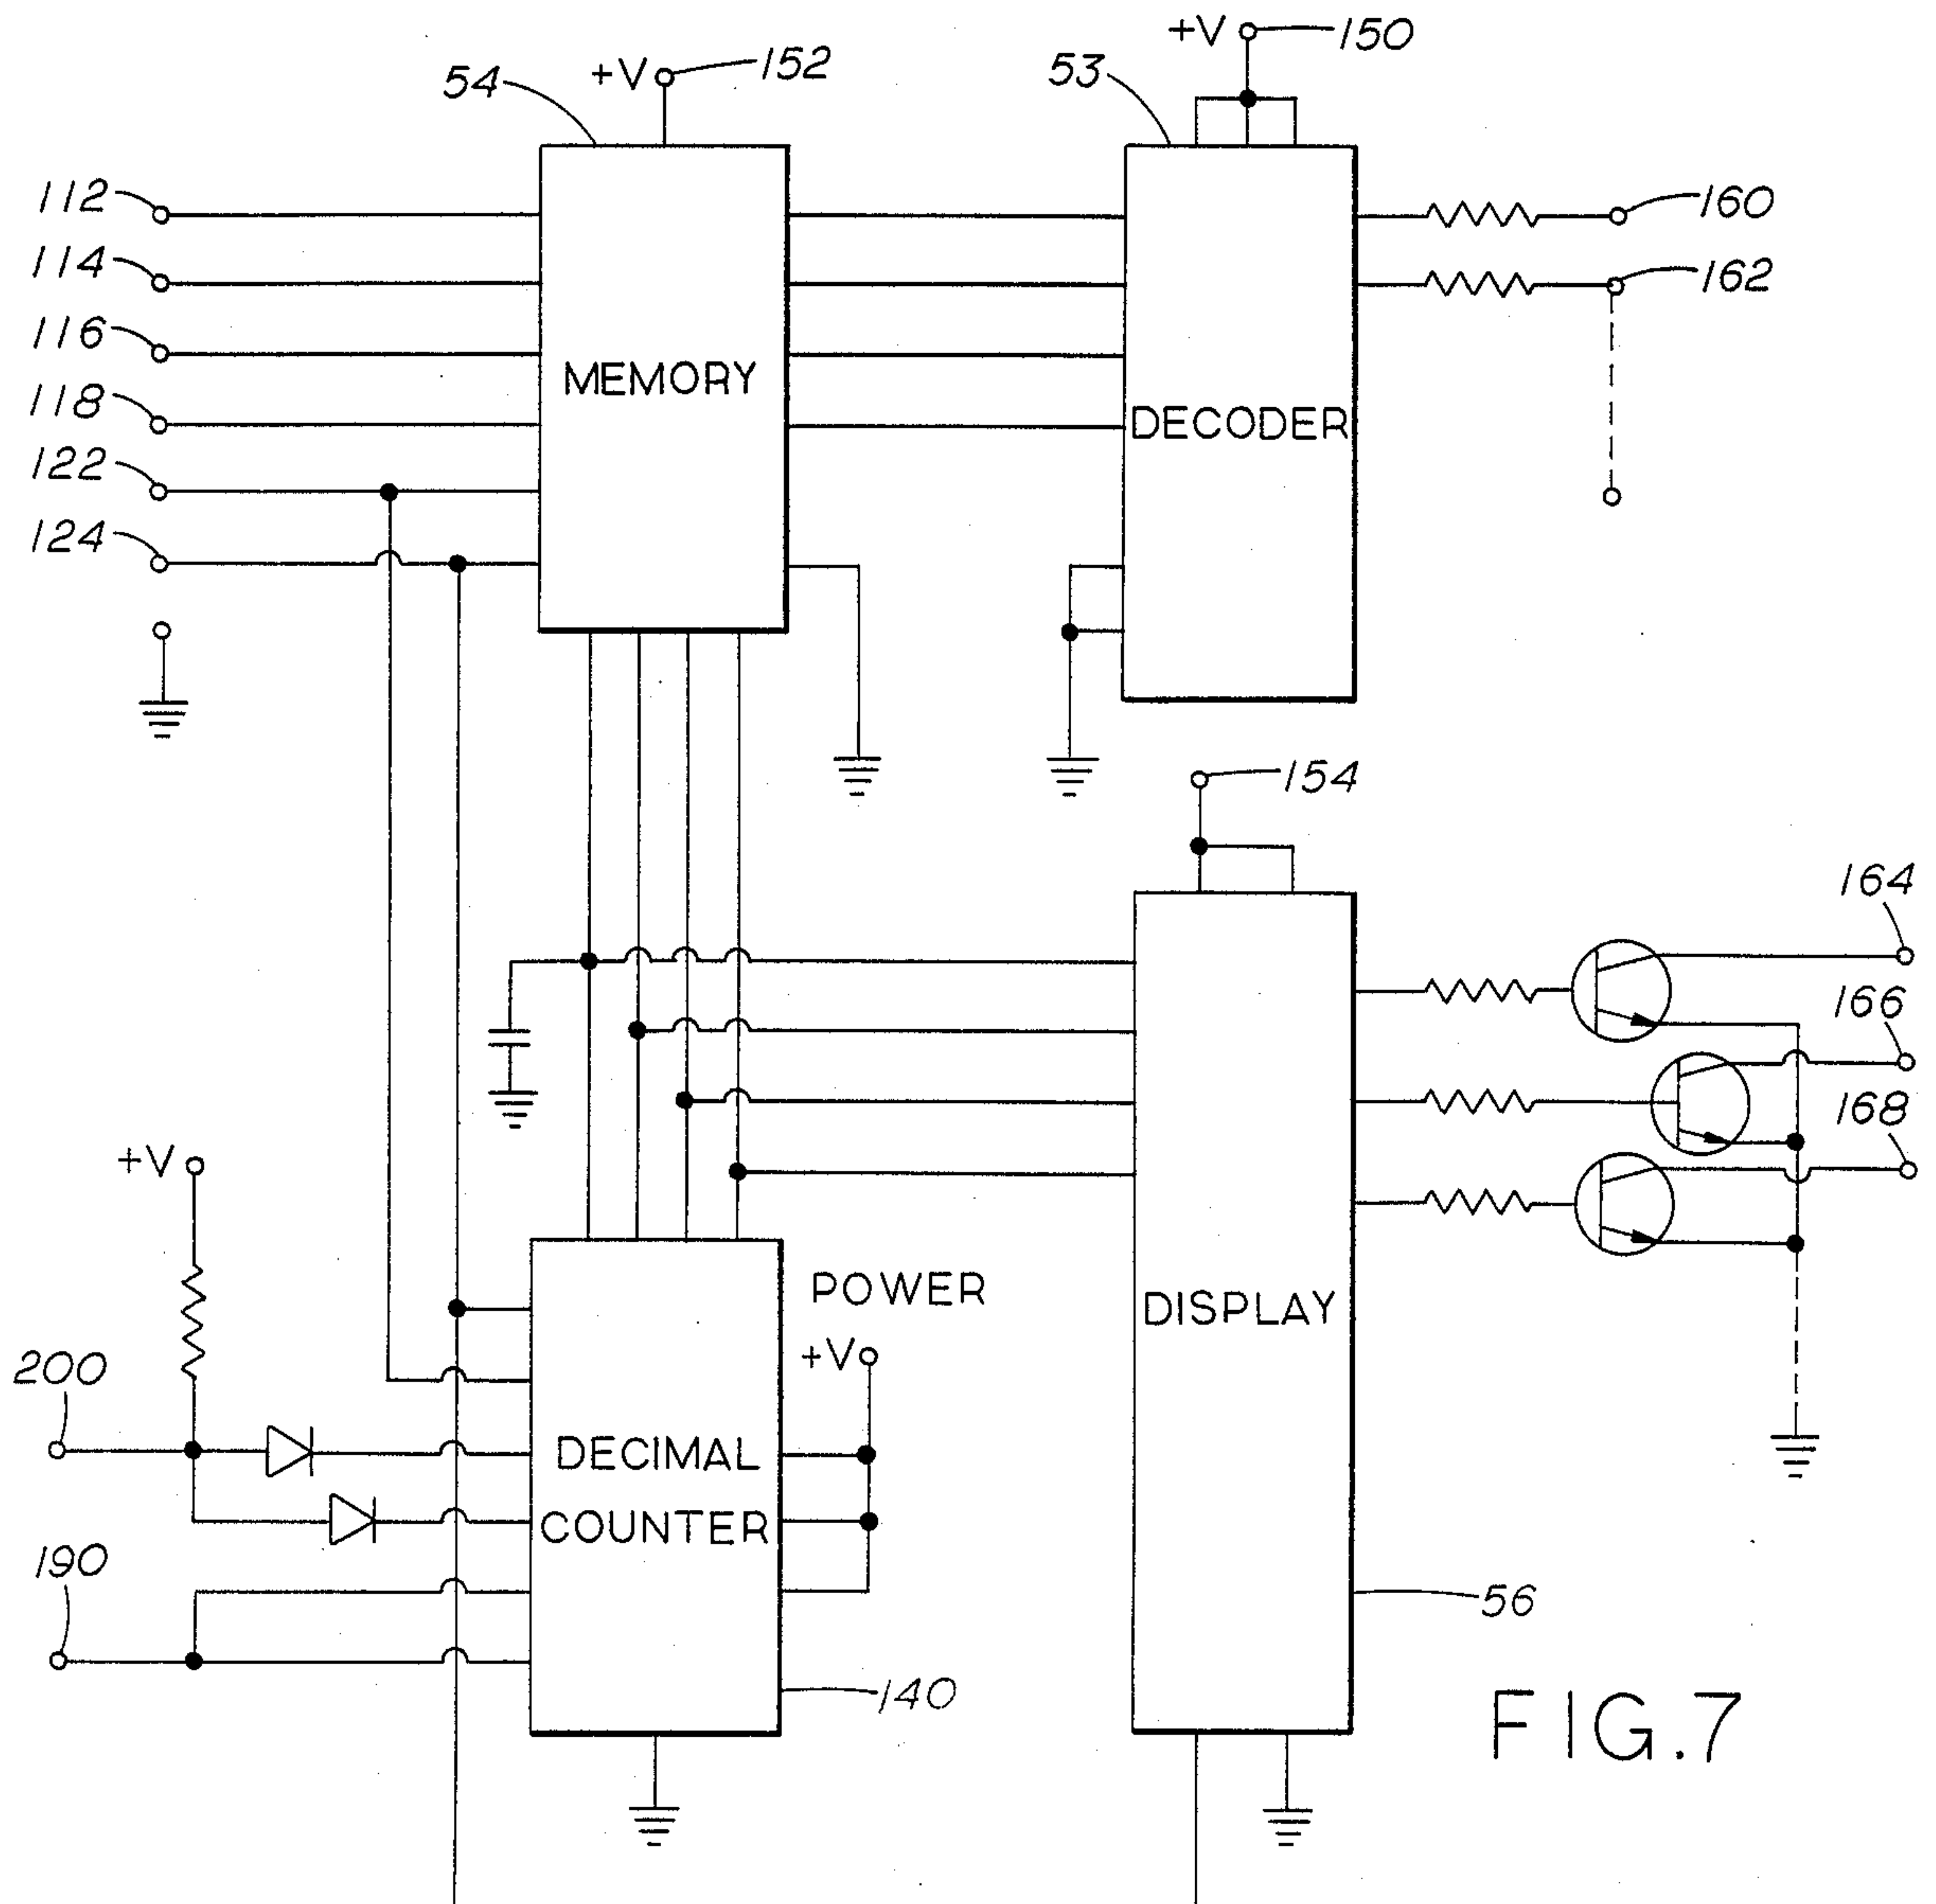 +V 150
54 +V 152 53
112
160
114
162
116
MEMORY
118
DECODER
122
124
154
164
166
168
+V
POWER
DISPLAY
+V
200
DECIMAL
COUNTER
190
56
140
FIG.7